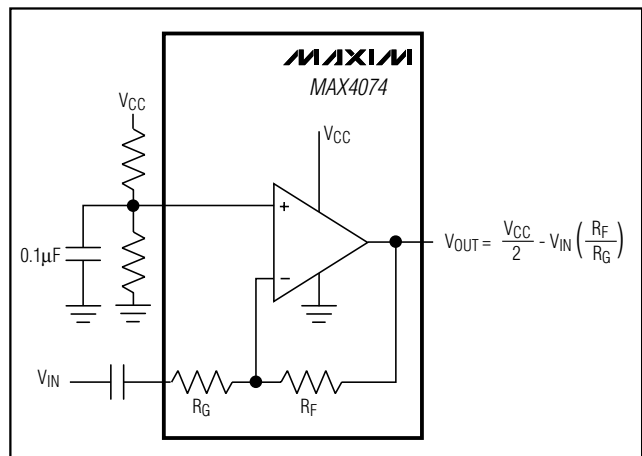 MAXIM
MAX4074
VCC
VCC
+
0.1µF
−
VOUT = VCC/2 - VIN (RF/RG)
VIN
RG
RF